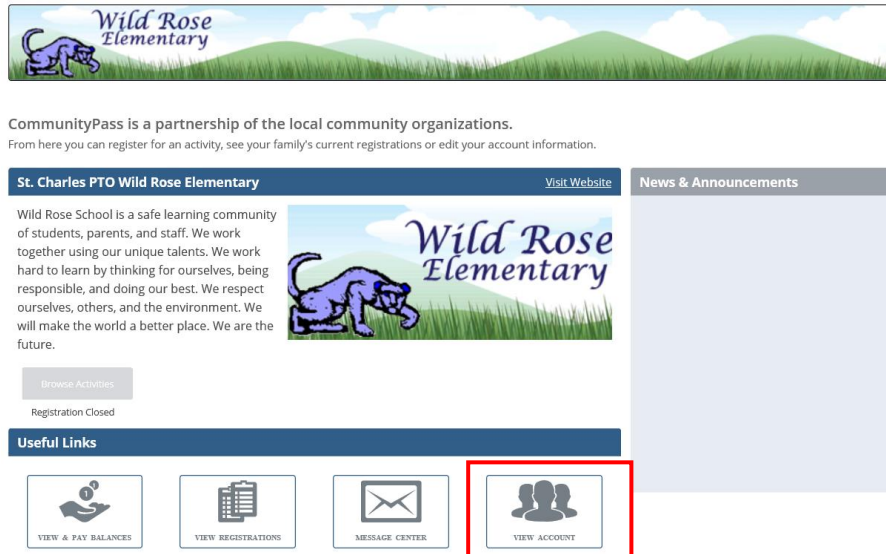 Wild Rose
Elementary
CommunityPass is a partnership of the local community organizations.
From here you can register for an activity, see your family's current registrations or edit your account information.
St. Charles PTO Wild Rose Elementary
Visit Website
Wild Rose School is a safe learning community
of students, parents, and staff. We work
together using our unique talents. We work
hard to learn by thinking for ourselves, being
responsible, and doing our best. We respect
ourselves, others, and the environment. We
will make the world a better place. We are the
future.
Wild Rose
Elementary
Browse Activities
Registration Closed
News & Announcements
Useful Links
VIEW & PAY BALANCES
VIEW REGISTRATIONS
MESSAGE CENTER
VIEW ACCOUNT